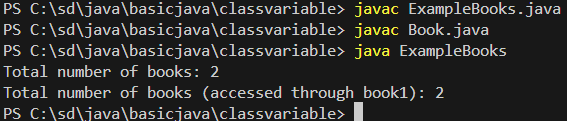 PS C:\sd\java\basicjava\classvariable> javac ExampleBooks.java
PS C:\sd\java\basicjava\classvariable> javac Book.java
PS C:\sd\java\basicjava\classvariable> java ExampleBooks
Total number of books: 2
Total number of books (accessed through book1): 2
PS C:\sd\java\basicjava\classvariable>